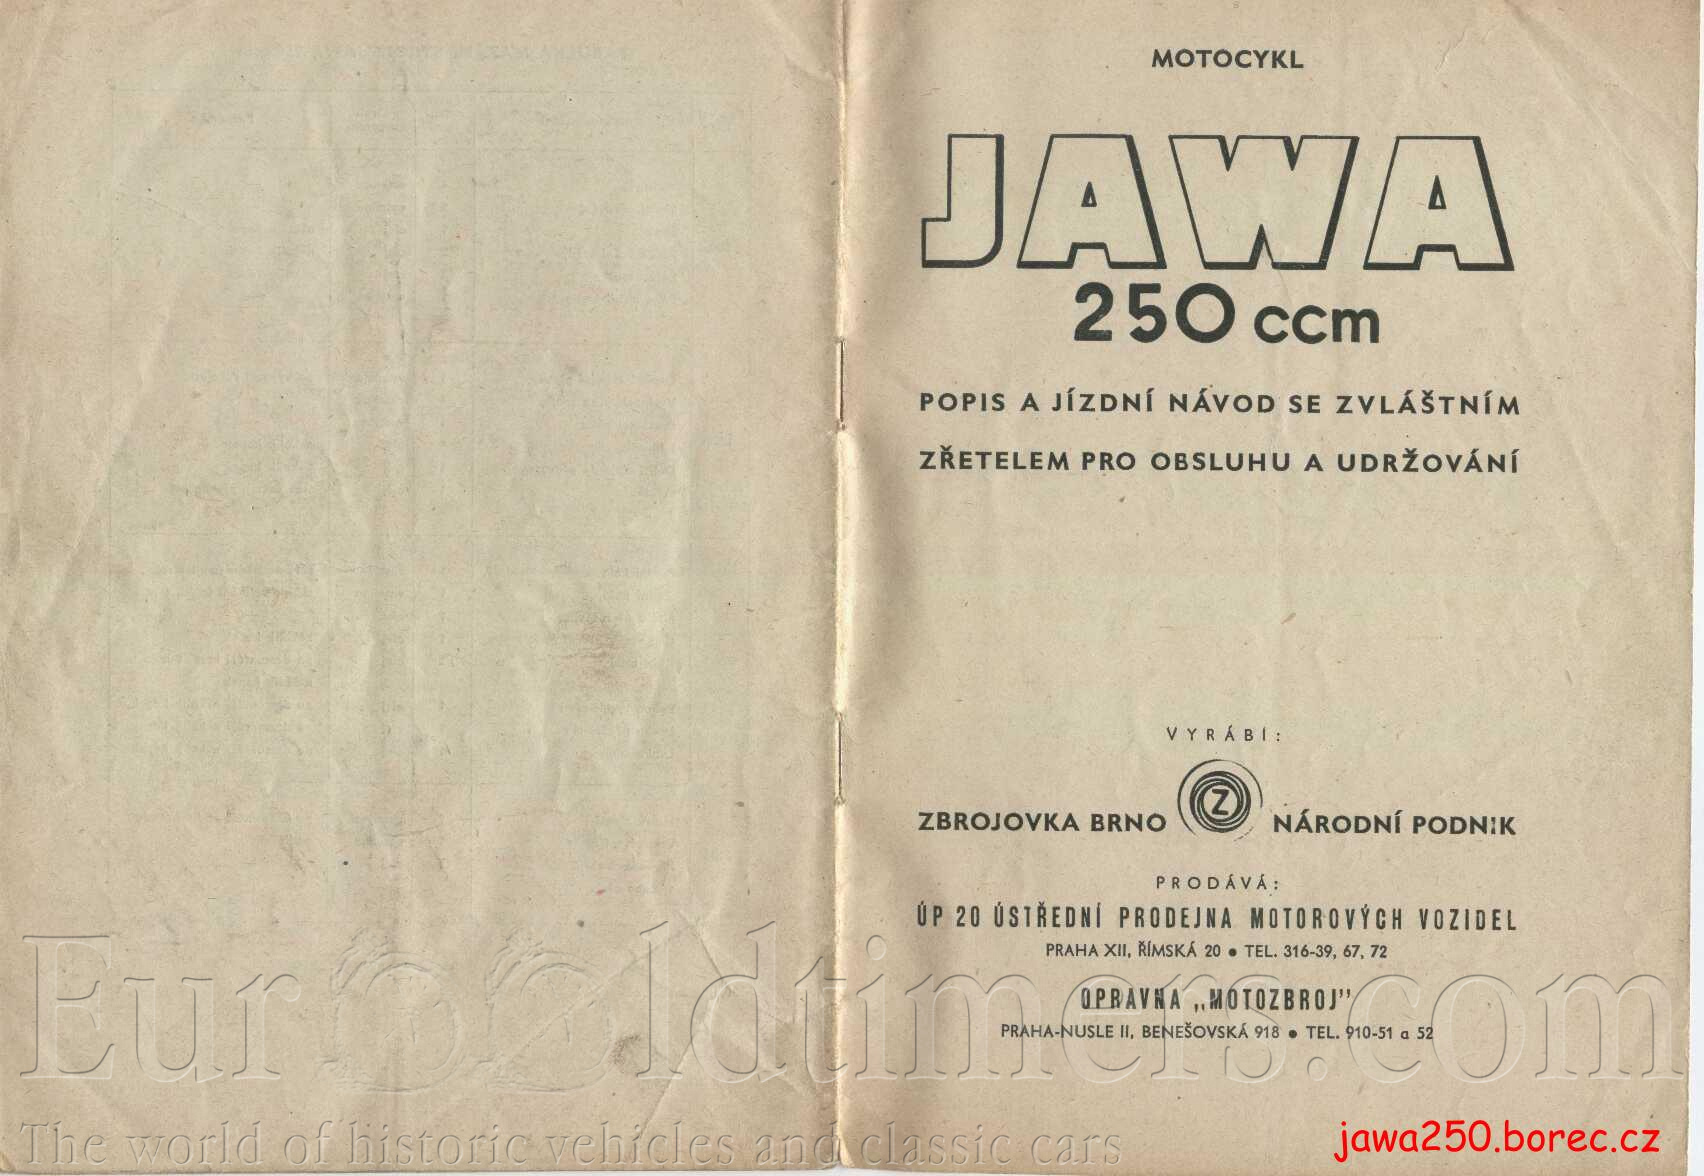 MOTOCYKL
JAWA
250 ccm
POPIS A JÍZDNÍ NÁVOD SE ZVLÁŠTNÍM
ZŘETELEM PRO OBSLUHU A UDRŽOVÁNÍ
VYRÁBÍ:
ZBROJOVKA BRNO Z NÁRODNÍ PODNIK
PRODÁVÁ:
ÚP 20 ÚSTŘEDNÍ PRODEJNA MOTOROVÝCH VOZIDEL
PRAHA XII, ŘÍMSKÁ 20 • TEL. 316-39, 67, 72
OPRAVNA „MOTOZBROJ”
PRAHA-NUSLE II, BENEŠOVSKÁ 918 • TEL. 910-51 a 52
EurOOldtimers.com
The world of historic vehicles and classic cars
jawa250.borec.cz